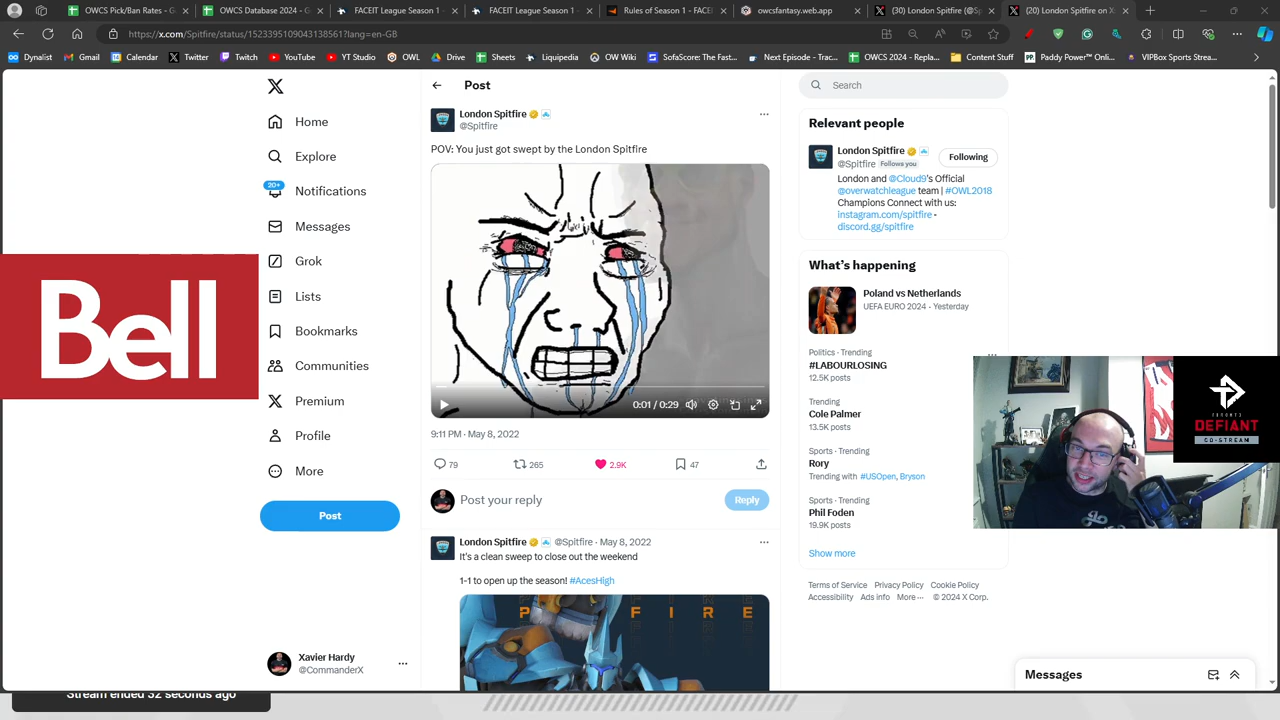 OWCS Pick/Ban Rates - G
OWCS Database 2024 - G
FACEIT League Season 1 -
FACEIT League Season 1 -
Rules of Season 1 - FACE
owcsfantasy.web.app
(30) London Spitfire (@Sp
(20) London Spitfire on X
https://x.com/Spitfire/status/1523395109043138561?lang=en-GB
Dynalist
Gmail
Calendar
Twitter
Twitch
YouTube
YT Studio
OWL
Drive
Sheets
Liquipedia
OW Wiki
SofaScore: The Fast...
Next Episode - Trac...
OWCS 2024 - Repla...
Content Stuff
Paddy Power™ Onli...
VIPBox Sports Strea...
Home
Explore
20+
Notifications
Messages
Grok
Lists
Bookmarks
Communities
Premium
Profile
More
Post
Xavier Hardy
@CommanderX
Bell
Stream ended 32 seconds ago
Post
London Spitfire
@Spitfire
POV: You just got swept by the London Spitfire
0:01 / 0:29
9:11 PM · May 8, 2022
79
265
2.9K
47
Post your reply
Reply
London Spitfire @Spitfire · May 8, 2022
It's a clean sweep to close out the weekend
1-1 to open up the season! #AcesHigh
P F I R E
Search
Relevant people
London Spitfire
@Spitfire Follows you
Following
London and @Cloud9's Official
@overwatchleague team | #OWL2018
Champions Connect with us:
instagram.com/spitfire -
discord.gg/spitfire
What's happening
Poland vs Netherlands
UEFA EURO 2024 · Yesterday
Politics · Trending
#LABOURLOSING
12.5K posts
Trending
Cole Palmer
13.5K posts
Sports · Trending
Rory
Trending with #USOpen, Bryson
Sports · Trending
Phil Foden
19.9K posts
Show more
Terms of Service Privacy Policy Cookie Policy
Accessibility Ads info More ··· © 2024 X Corp.
TORONTO
DEFIANT
CO-STREAM
Messages